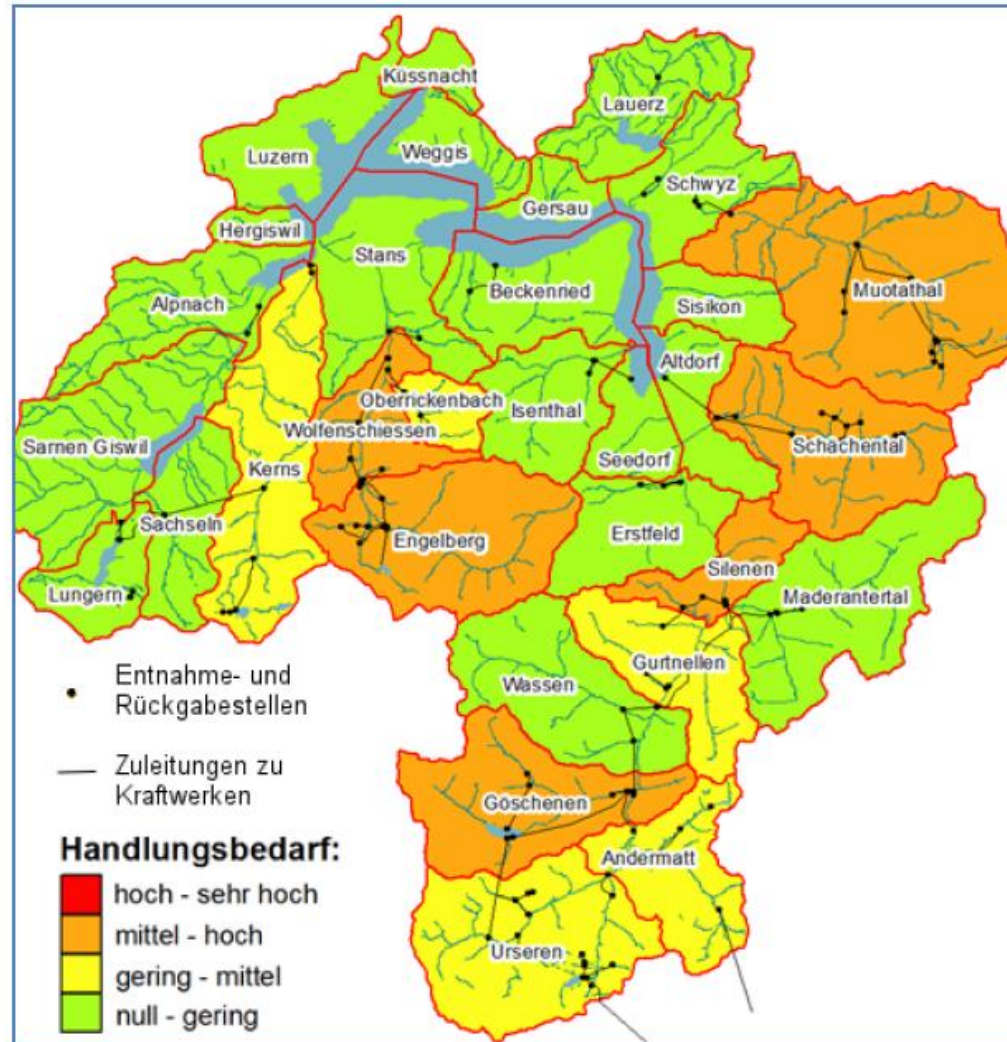 Küssnacht
Lauerz
Luzern
Weggis
Schwyz
Gersau
Hergiswil
Stans
Muotathal
Alpnach
Beckenried
Sisikon
Altdorf
Oberrickenbach
Isenthal
Wolfenschiessen
Schächental
Sarnen Giswil
Seedorf
Kerns
Sachseln
Engelberg
Erstfeld
Silenen
Lungern
Maderantertal
Gurtnellen
Wassen
Göschenen
Andermatt
Urseren
Entnahme- und
Rückgabestellen
Zuleitungen zu
Kraftwerken
Handlungsbedarf:
hoch - sehr hoch
mittel - hoch
gering - mittel
null - gering